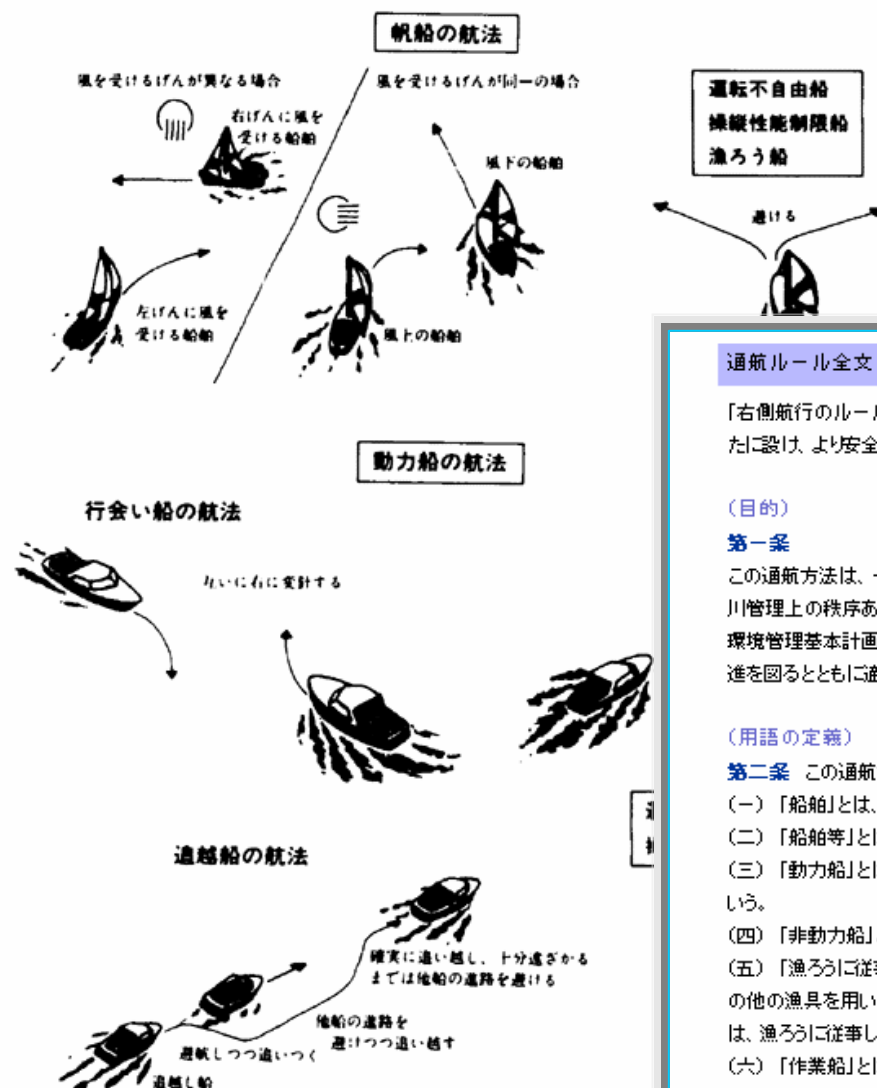 帆船の航法
風を受けるげんが異なる場合
右げんに風を
受ける船舶
左げんに風を
受ける船舶
風を受けるげんが同一の場合
風下の船舶
風上の船舶
運転不自由船
操縦性能制限船
漁ろう船
避ける
動力船の航法
行会い船の航法
互いに右に変針する
追越船の航法
確実に追い越し、十分遠ざかる
までは他船の進路を避ける
他船の進路を
避けつつ追い越す
避航しつつ追いつく
追越し船
通航ルール全文
「右側航行のルール
たに設け、より安全
（目的）
第一条
この通航方法は、
川管理上の秩序あ
環境管理基本計画
進を図るとともに適
（用語の定義）
第二条 この通航
（一）「船舶」とは、
（二）「船舶等」と
（三）「動力船」と
いう。
（四）「非動力船」
（五）「漁ろうに従事
の他の漁具を用い
は、漁ろうに従事し
（六）「作業船」と